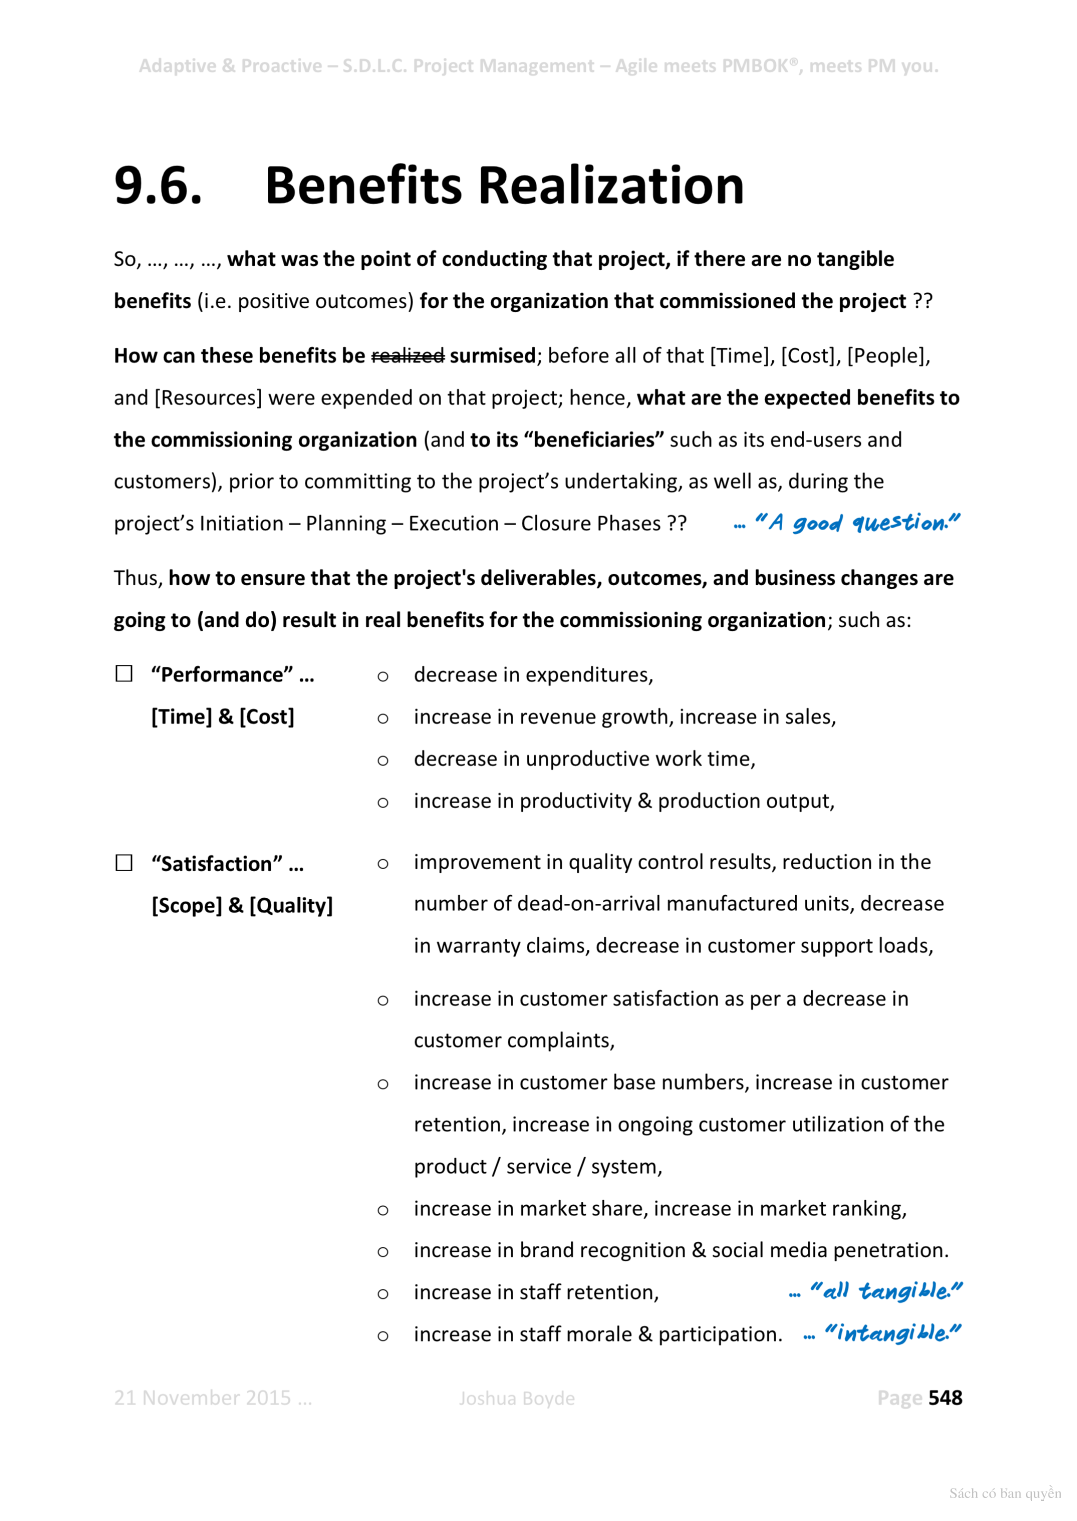 Adaptive & Proactive – S.D.L.C. Project Management – Agile meets PMBOK®, meets PM you.
9.6. Benefits Realization
So, …, …, …, what was the point of conducting that project, if there are no tangible
benefits (i.e. positive outcomes) for the organization that commissioned the project ??
How can these benefits be realized surmised; before all of that [Time], [Cost], [People],
and [Resources] were expended on that project; hence, what are the expected benefits to
the commissioning organization (and to its “beneficiaries” such as its end-users and
customers), prior to committing to the project’s undertaking, as well as, during the
project’s Initiation – Planning – Execution – Closure Phases ?? … “A good question.”
Thus, how to ensure that the project's deliverables, outcomes, and business changes are
going to (and do) result in real benefits for the commissioning organization; such as:
☐ “Performance” … o decrease in expenditures,
[Time] & [Cost] o increase in revenue growth, increase in sales,
o decrease in unproductive work time,
o increase in productivity & production output,
☐ “Satisfaction” … o improvement in quality control results, reduction in the
[Scope] & [Quality] number of dead-on-arrival manufactured units, decrease
in warranty claims, decrease in customer support loads,
o increase in customer satisfaction as per a decrease in
customer complaints,
o increase in customer base numbers, increase in customer
retention, increase in ongoing customer utilization of the
product / service / system,
o increase in market share, increase in market ranking,
o increase in brand recognition & social media penetration.
o increase in staff retention, … “all tangible.”
o increase in staff morale & participation. … “intangible.”
21 November 2015 … Joshua Boyde Page 548
Sách có bản quyền